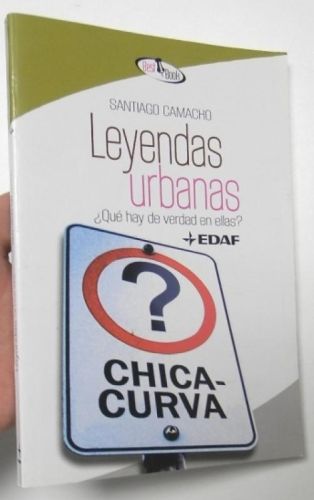 Best Book
SANTIAGO CAMACHO
Leyendas
urbanas
¿Qué hay de verdad en ellas?
EDAF
?
CHICA-
CURVA